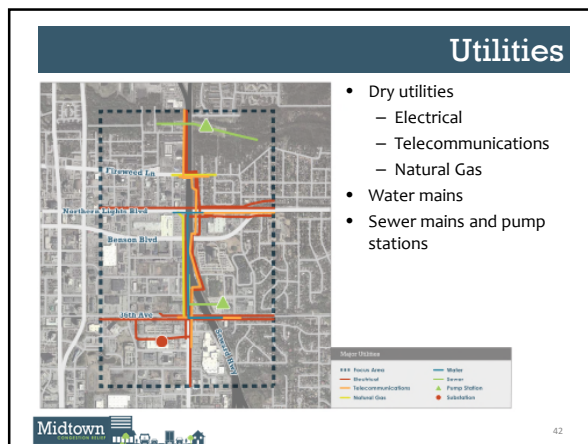 Utilities
• Dry utilities
– Electrical
– Telecommunications
– Natural Gas
• Water mains
• Sewer mains and pump
stations
Fireweed Ln
Northern Lights Blvd
Benson Blvd
36th Ave
Seward Hwy
Major Utilities
Focus Area
Electrical
Telecommunications
Natural Gas
Water
Sewer
Pump Station
Substation
Midtown
CONGESTION RELIEF
42